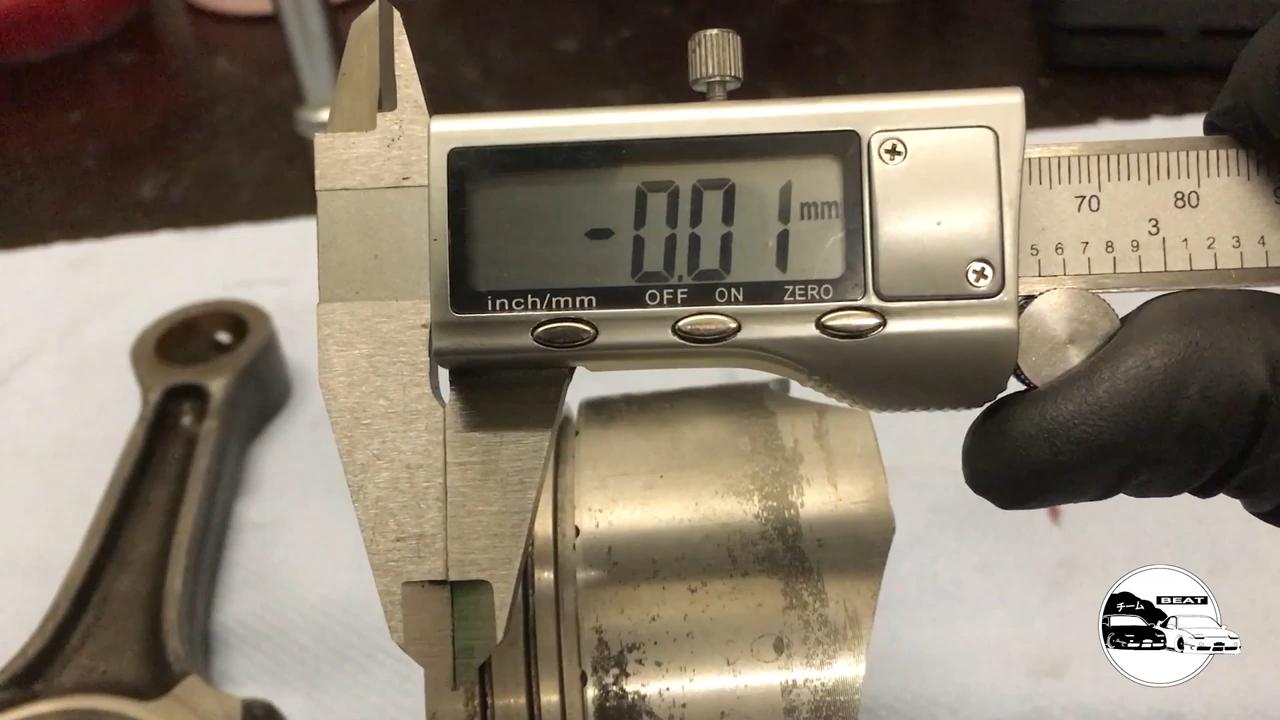 -0.01 mm
inch/mm OFF ON ZERO
70 80
3
5 6 7 8 9 1 2 3 4
チーム BEAT